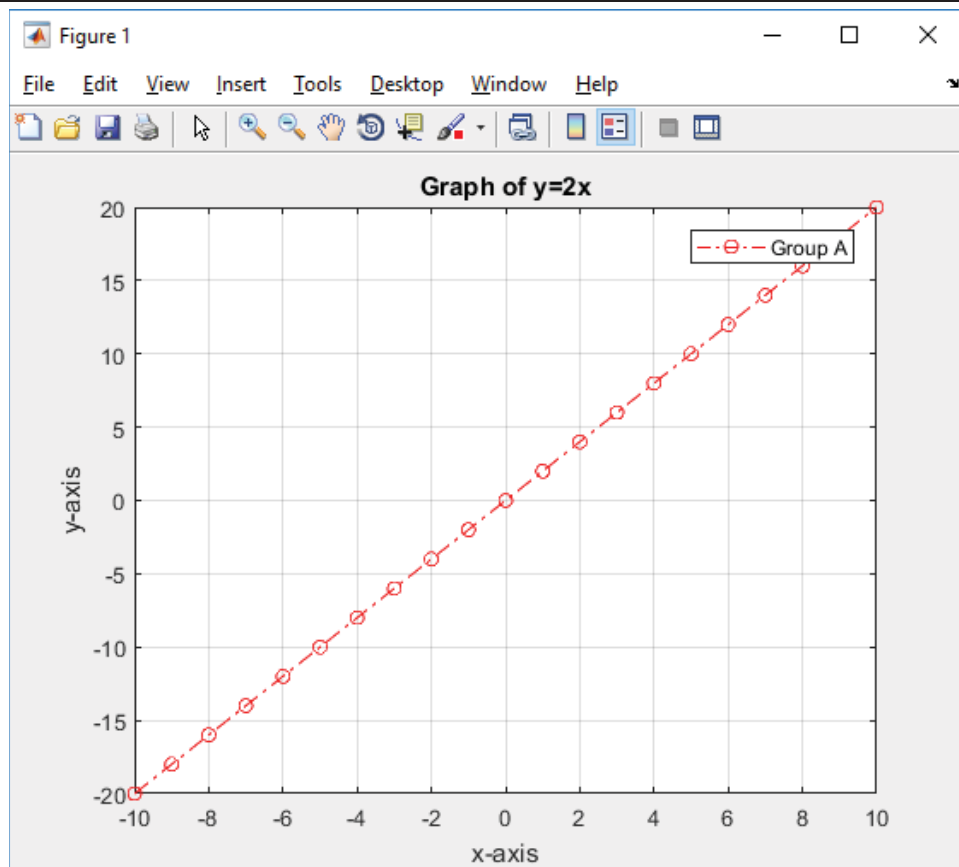 Figure 1
File Edit View Insert Tools Desktop Window Help
Graph of y=2x
Group A
20
15
10
5
0
-5
-10
-15
-20
y-axis
-10 -8 -6 -4 -2 0 2 4 6 8 10
x-axis